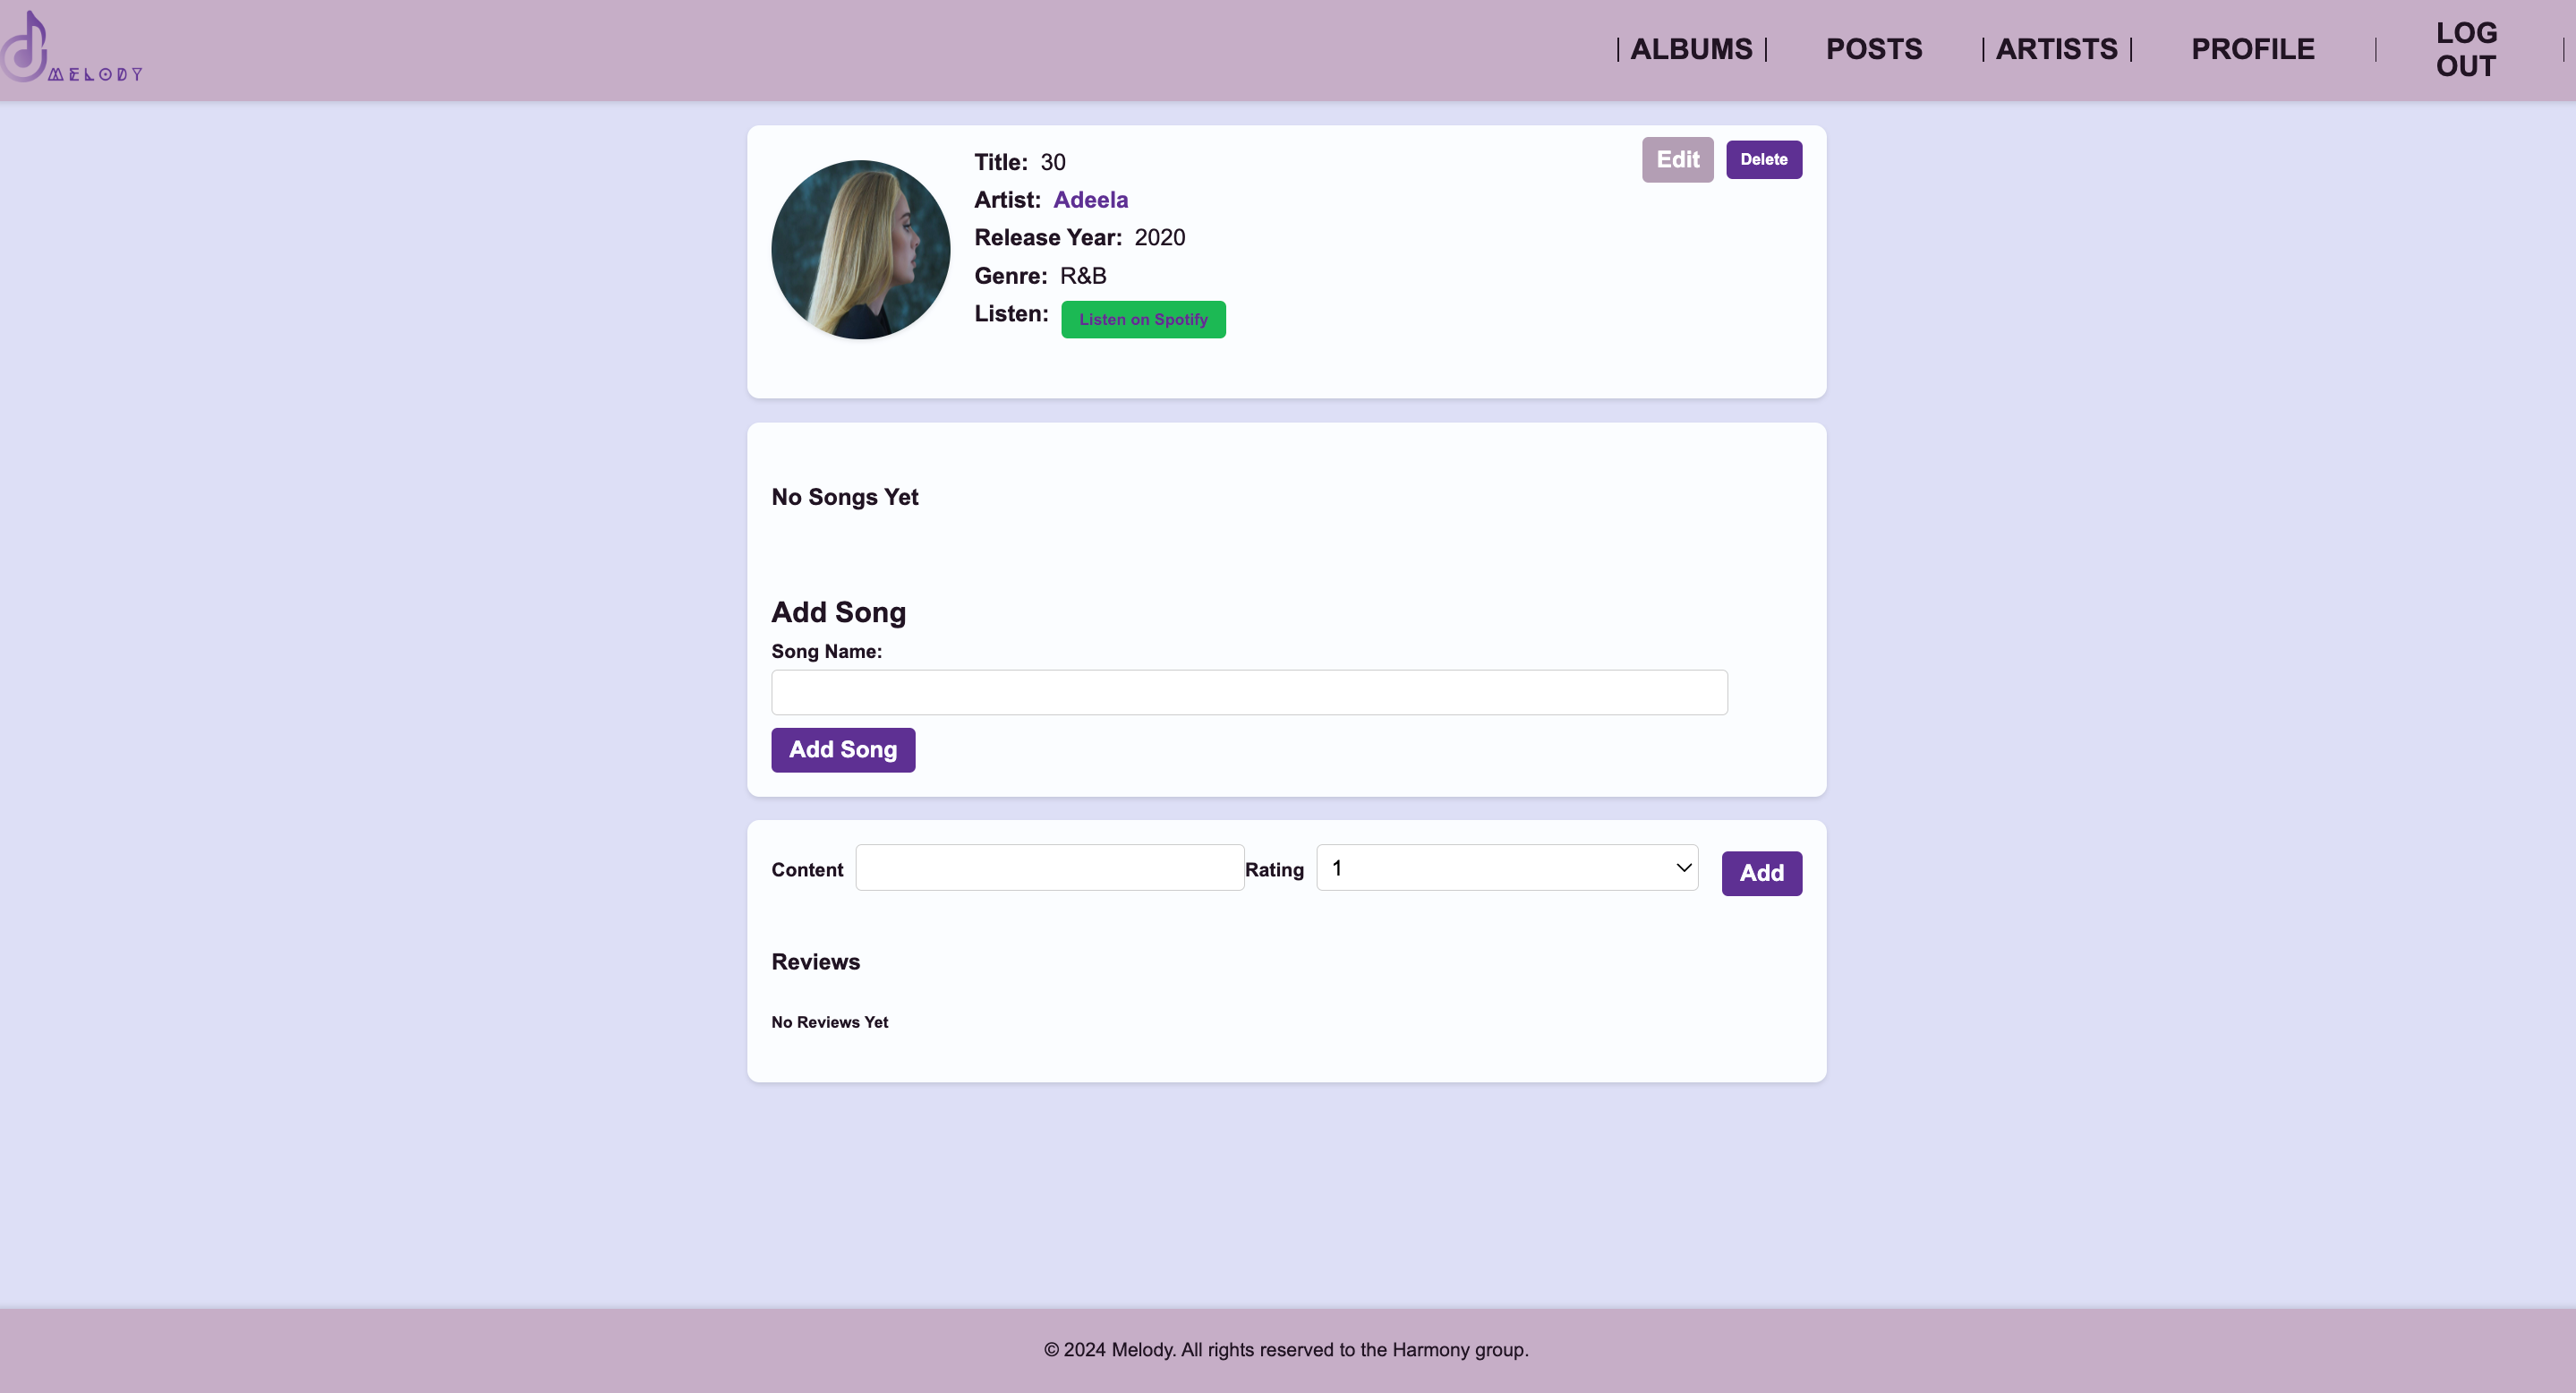 MELODY
| ALBUMS | POSTS | ARTISTS | PROFILE | LOG OUT |
Title: 30
Edit Delete
Artist: Adeela
Release Year: 2020
Genre: R&B
Listen: Listen on Spotify
No Songs Yet
Add Song
Song Name:
Add Song
Content Rating 1 Add
Reviews
No Reviews Yet
© 2024 Melody. All rights reserved to the Harmony group.